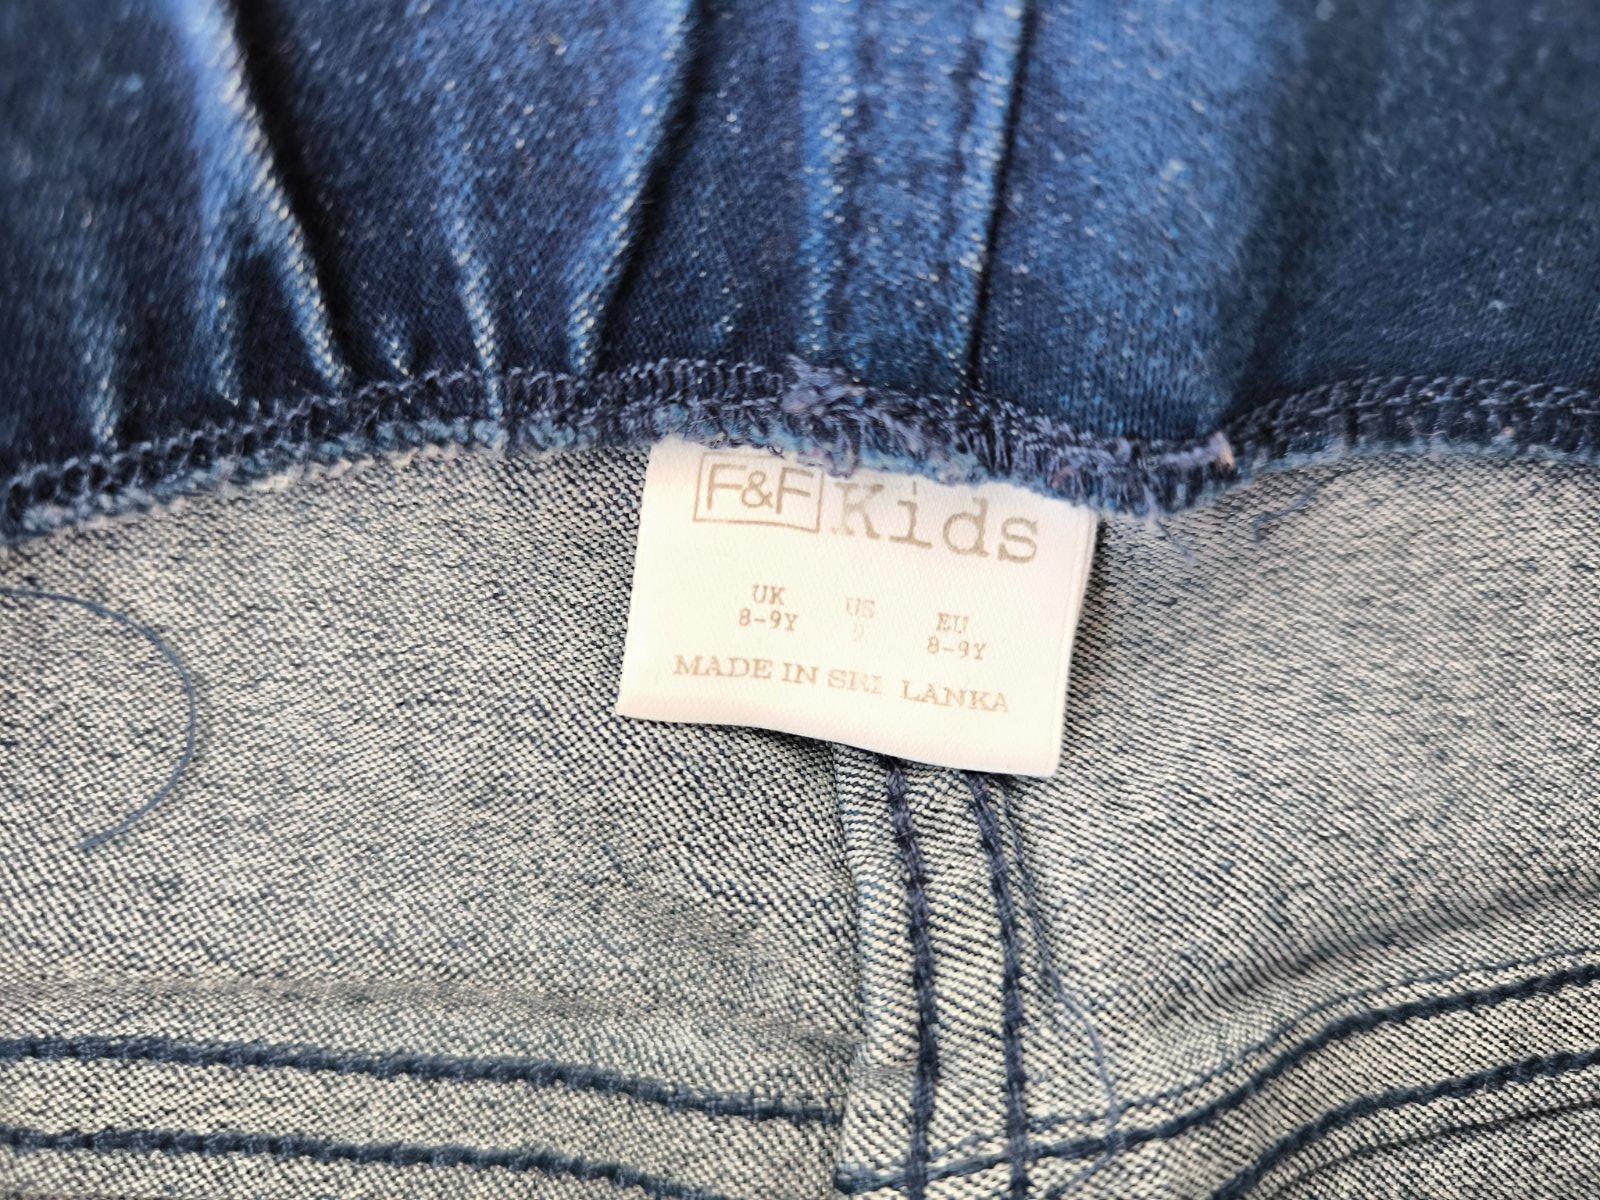 F&F Kids
UK US EU
8-9Y 9 8-9Y
MADE IN SRI LANKA